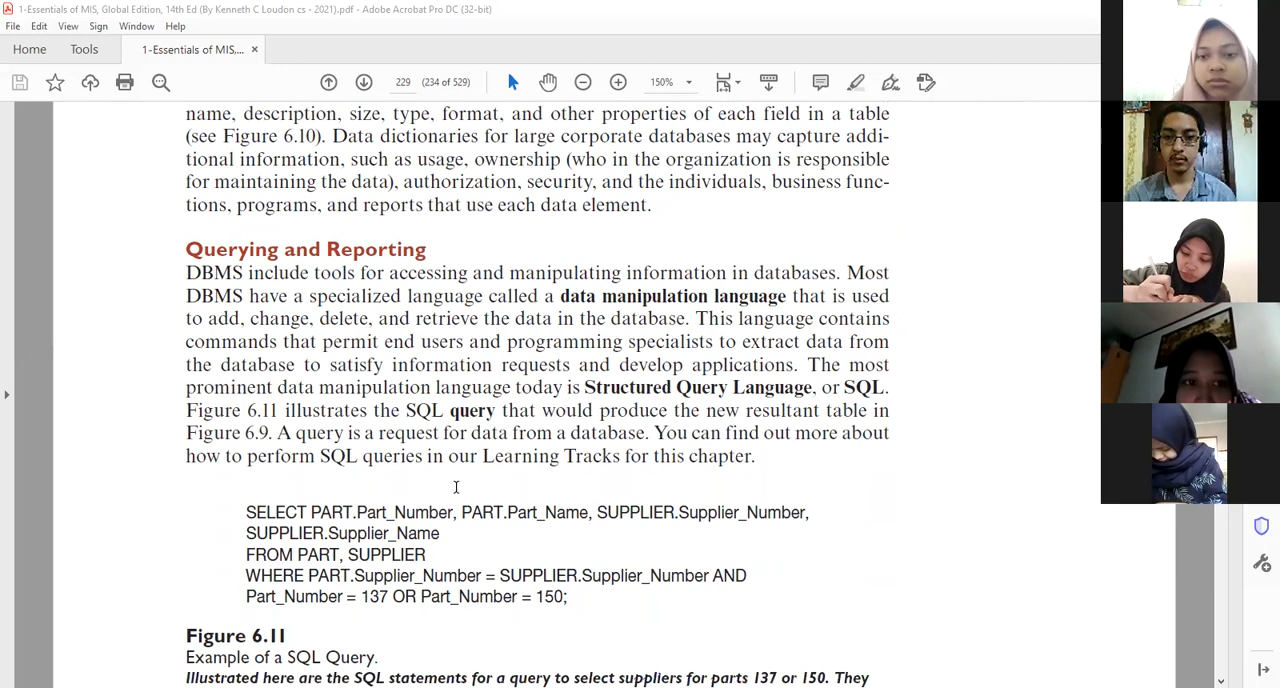 1-Essentials of MIS, Global Edition, 14th Ed (By Kenneth C Loudon cs - 2021).pdf - Adobe Acrobat Pro DC (32-bit)
File Edit View Sign Window Help
Home Tools 1-Essentials of MIS,... ×
229 (234 of 529) 150%
name, description, size, type, format, and other properties of each field in a table
(see Figure 6.10). Data dictionaries for large corporate databases may capture addi-
tional information, such as usage, ownership (who in the organization is responsible
for maintaining the data), authorization, security, and the individuals, business func-
tions, programs, and reports that use each data element.
Querying and Reporting
DBMS include tools for accessing and manipulating information in databases. Most
DBMS have a specialized language called a data manipulation language that is used
to add, change, delete, and retrieve the data in the database. This language contains
commands that permit end users and programming specialists to extract data from
the database to satisfy information requests and develop applications. The most
prominent data manipulation language today is Structured Query Language, or SQL.
Figure 6.11 illustrates the SQL query that would produce the new resultant table in
Figure 6.9. A query is a request for data from a database. You can find out more about
how to perform SQL queries in our Learning Tracks for this chapter.
SELECT PART.Part_Number, PART.Part_Name, SUPPLIER.Supplier_Number,
SUPPLIER.Supplier_Name
FROM PART, SUPPLIER
WHERE PART.Supplier_Number = SUPPLIER.Supplier_Number AND
Part_Number = 137 OR Part_Number = 150;
Figure 6.11
Example of a SQL Query.
Illustrated here are the SQL statements for a query to select suppliers for parts 137 or 150. They